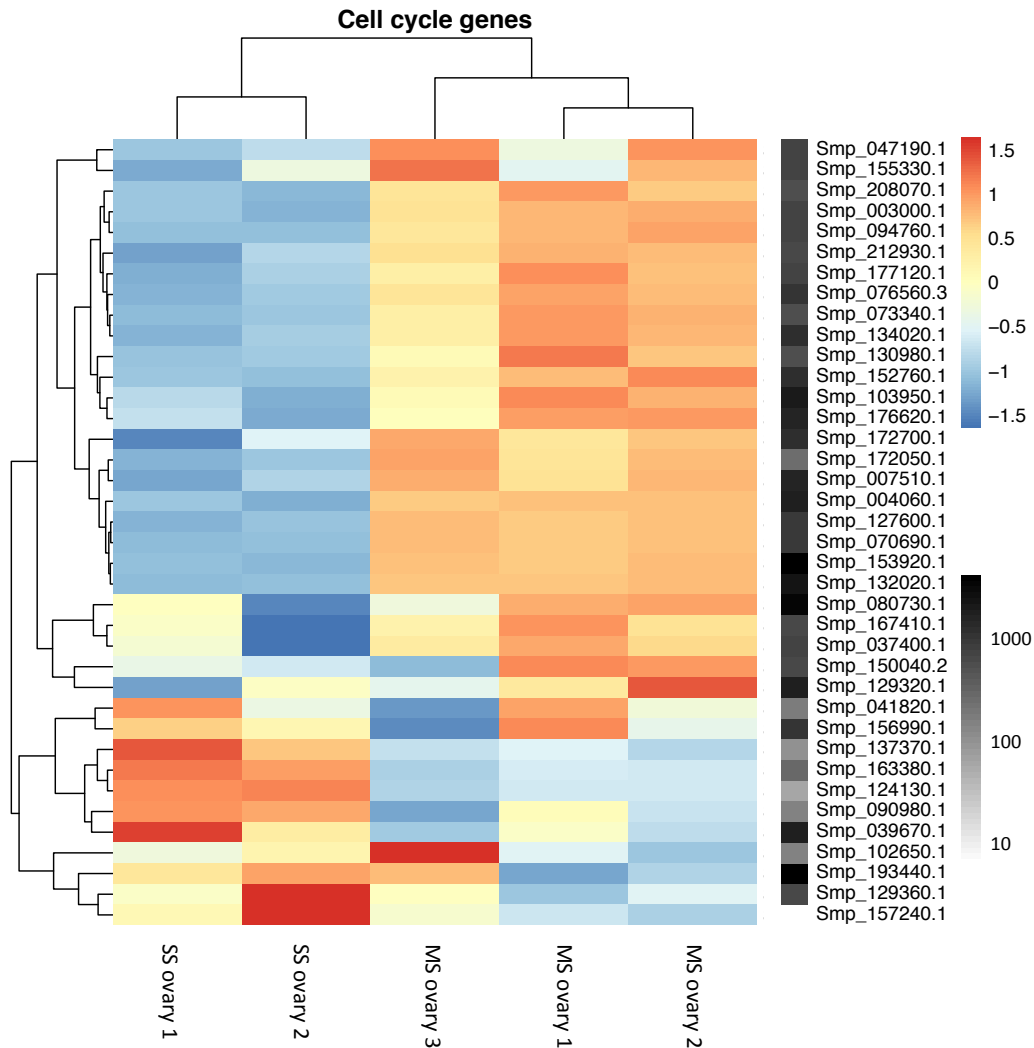 Cell cycle genes
Smp_047190.1
Smp_155330.1
Smp_208070.1
Smp_003000.1
Smp_094760.1
Smp_212930.1
Smp_177120.1
Smp_076560.3
Smp_073340.1
Smp_134020.1
Smp_130980.1
Smp_152760.1
Smp_103950.1
Smp_176620.1
Smp_172700.1
Smp_172050.1
Smp_007510.1
Smp_004060.1
Smp_127600.1
Smp_070690.1
Smp_153920.1
Smp_132020.1
Smp_080730.1
Smp_167410.1
Smp_037400.1
Smp_150040.2
Smp_129320.1
Smp_041820.1
Smp_156990.1
Smp_137370.1
Smp_163380.1
Smp_124130.1
Smp_090980.1
Smp_039670.1
Smp_102650.1
Smp_193440.1
Smp_129360.1
Smp_157240.1
1.5
1
0.5
0
−0.5
−1
−1.5
1000
100
10
SS ovary 1
SS ovary 2
MS ovary 3
MS ovary 1
MS ovary 2